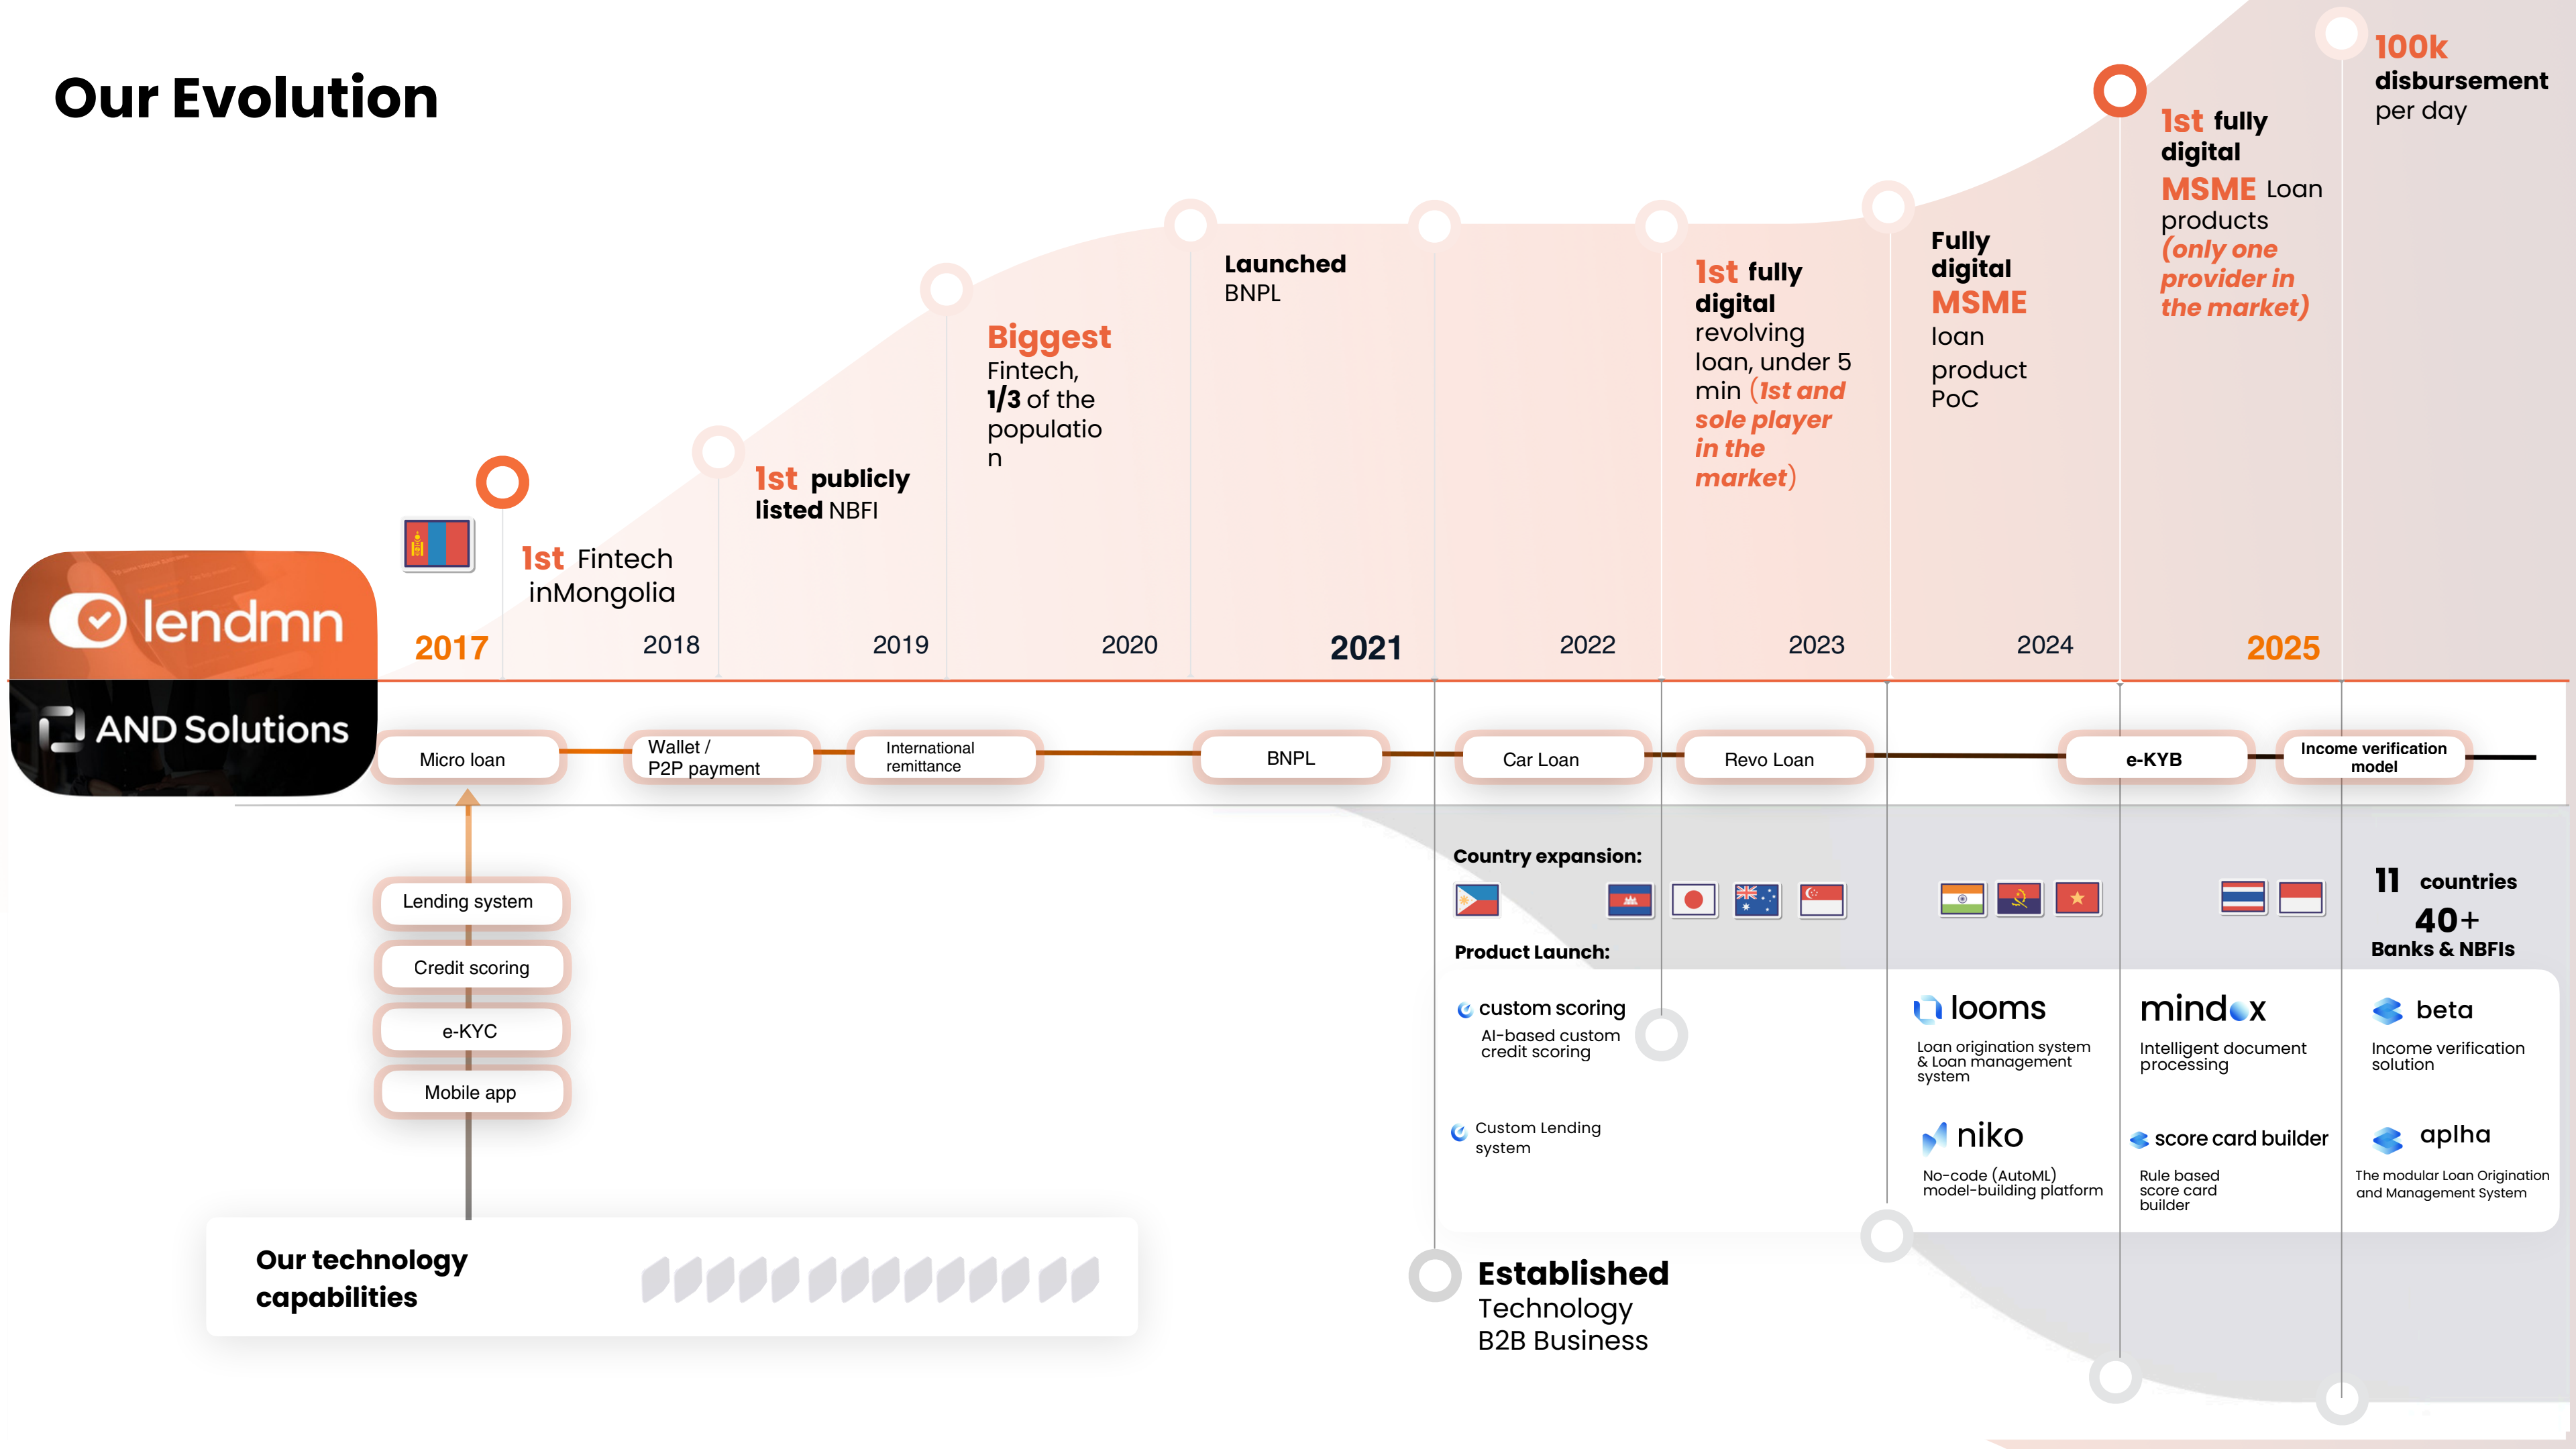 Our Evolution
100k
disbursement
per day
1st fully
digital
MSME Loan
products
(only one
provider in
the market)
Fully
digital
MSME
loan
product
PoC
1st fully
digital
revolving
loan, under 5
min (1st and
sole player
in the
market)
Launched
BNPL
Biggest
Fintech,
1/3 of the
populatio
n
1st publicly
listed NBFI
1st Fintech
inMongolia
lendmn
AND Solutions
2017
2018
2019
2020
2021
2022
2023
2024
2025
Micro loan
Wallet /
P2P payment
International
remittance
BNPL
Car Loan
Revo Loan
e-KYB
Income verification
model
Lending system
Credit scoring
e-KYC
Mobile app
Our technology
capabilities
Country expansion:
11 countries
40+
Banks & NBFIs
Product Launch:
custom scoring
AI-based custom
credit scoring
Custom Lending
system
looms
Loan origination system
& Loan management
system
niko
No-code (AutoML)
model-building platform
mindox
Intelligent document
processing
score card builder
Rule based
score card
builder
beta
Income verification
solution
aplha
The modular Loan Origination
and Management System
Established
Technology
B2B Business